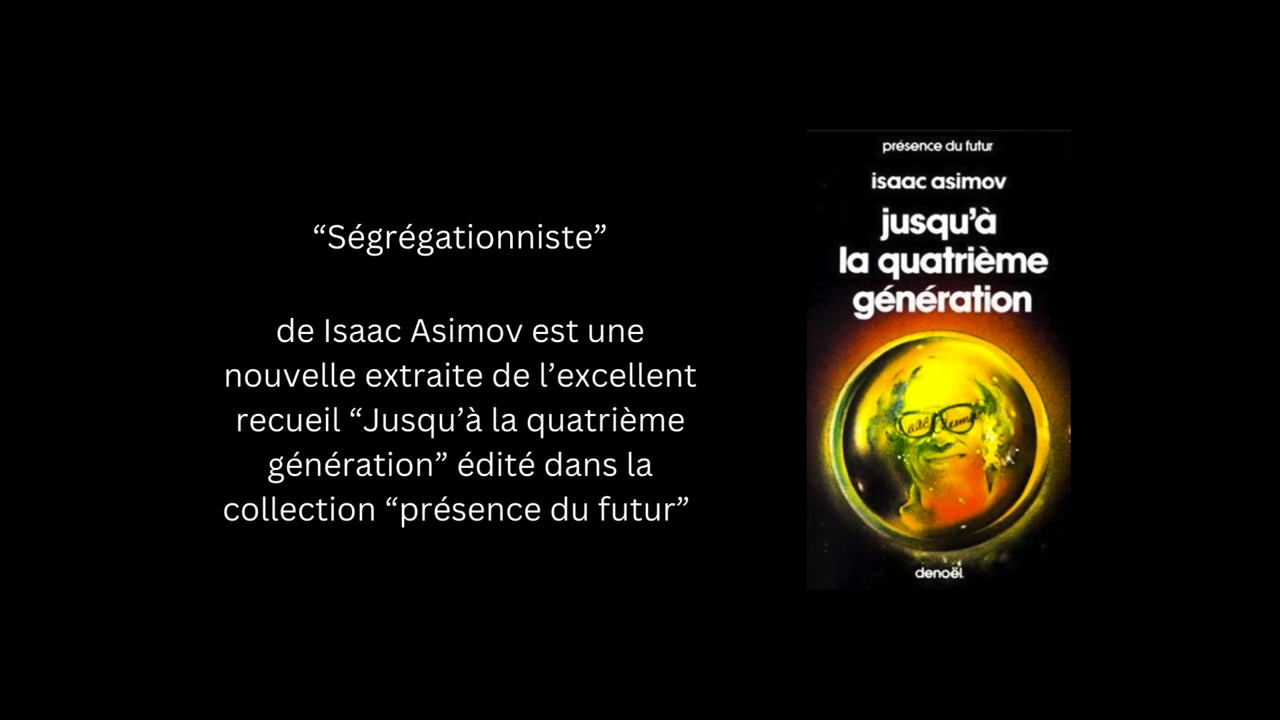 “Ségrégationniste”
de Isaac Asimov est une
nouvelle extraite de l’excellent
recueil “Jusqu’à la quatrième
génération” édité dans la
collection “présence du futur”
présence du futur
isaac asimov
jusqu’à
la quatrième
génération
denoël